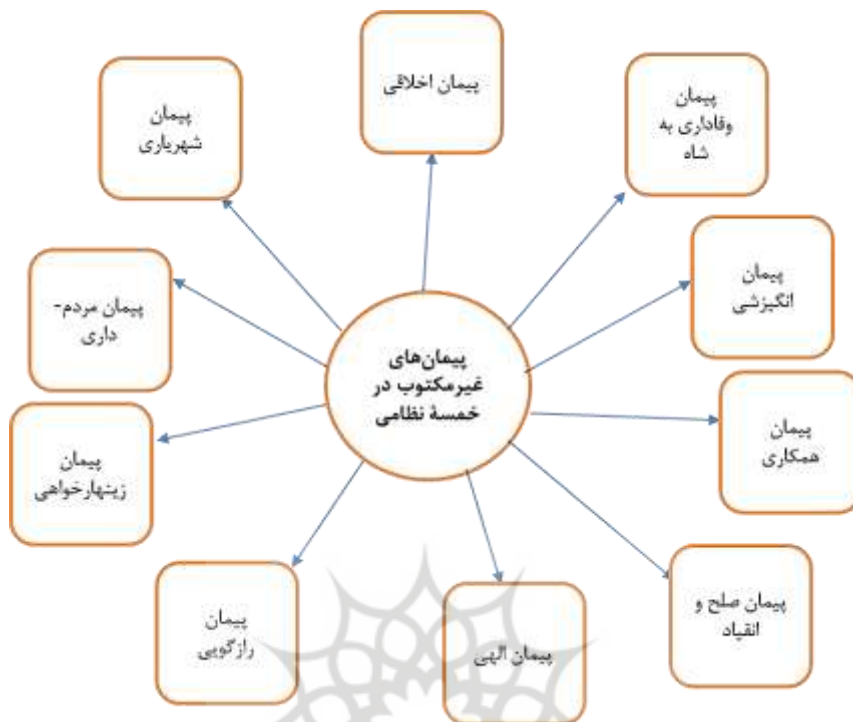 پیمان اخلاقی
پیمان
وفاداری به
شاه
پیمان
انگیزشی
پیمان
همکاری
پیمان صلح و
انقیاد
پیمان الهی
پیمان
رازگویی
پیمان
زینهارخواهی
پیمان مردم-
داری
پیمان
شهریاری
پیمان‌های
غیرمکتوب در
خمسۀ نظامی